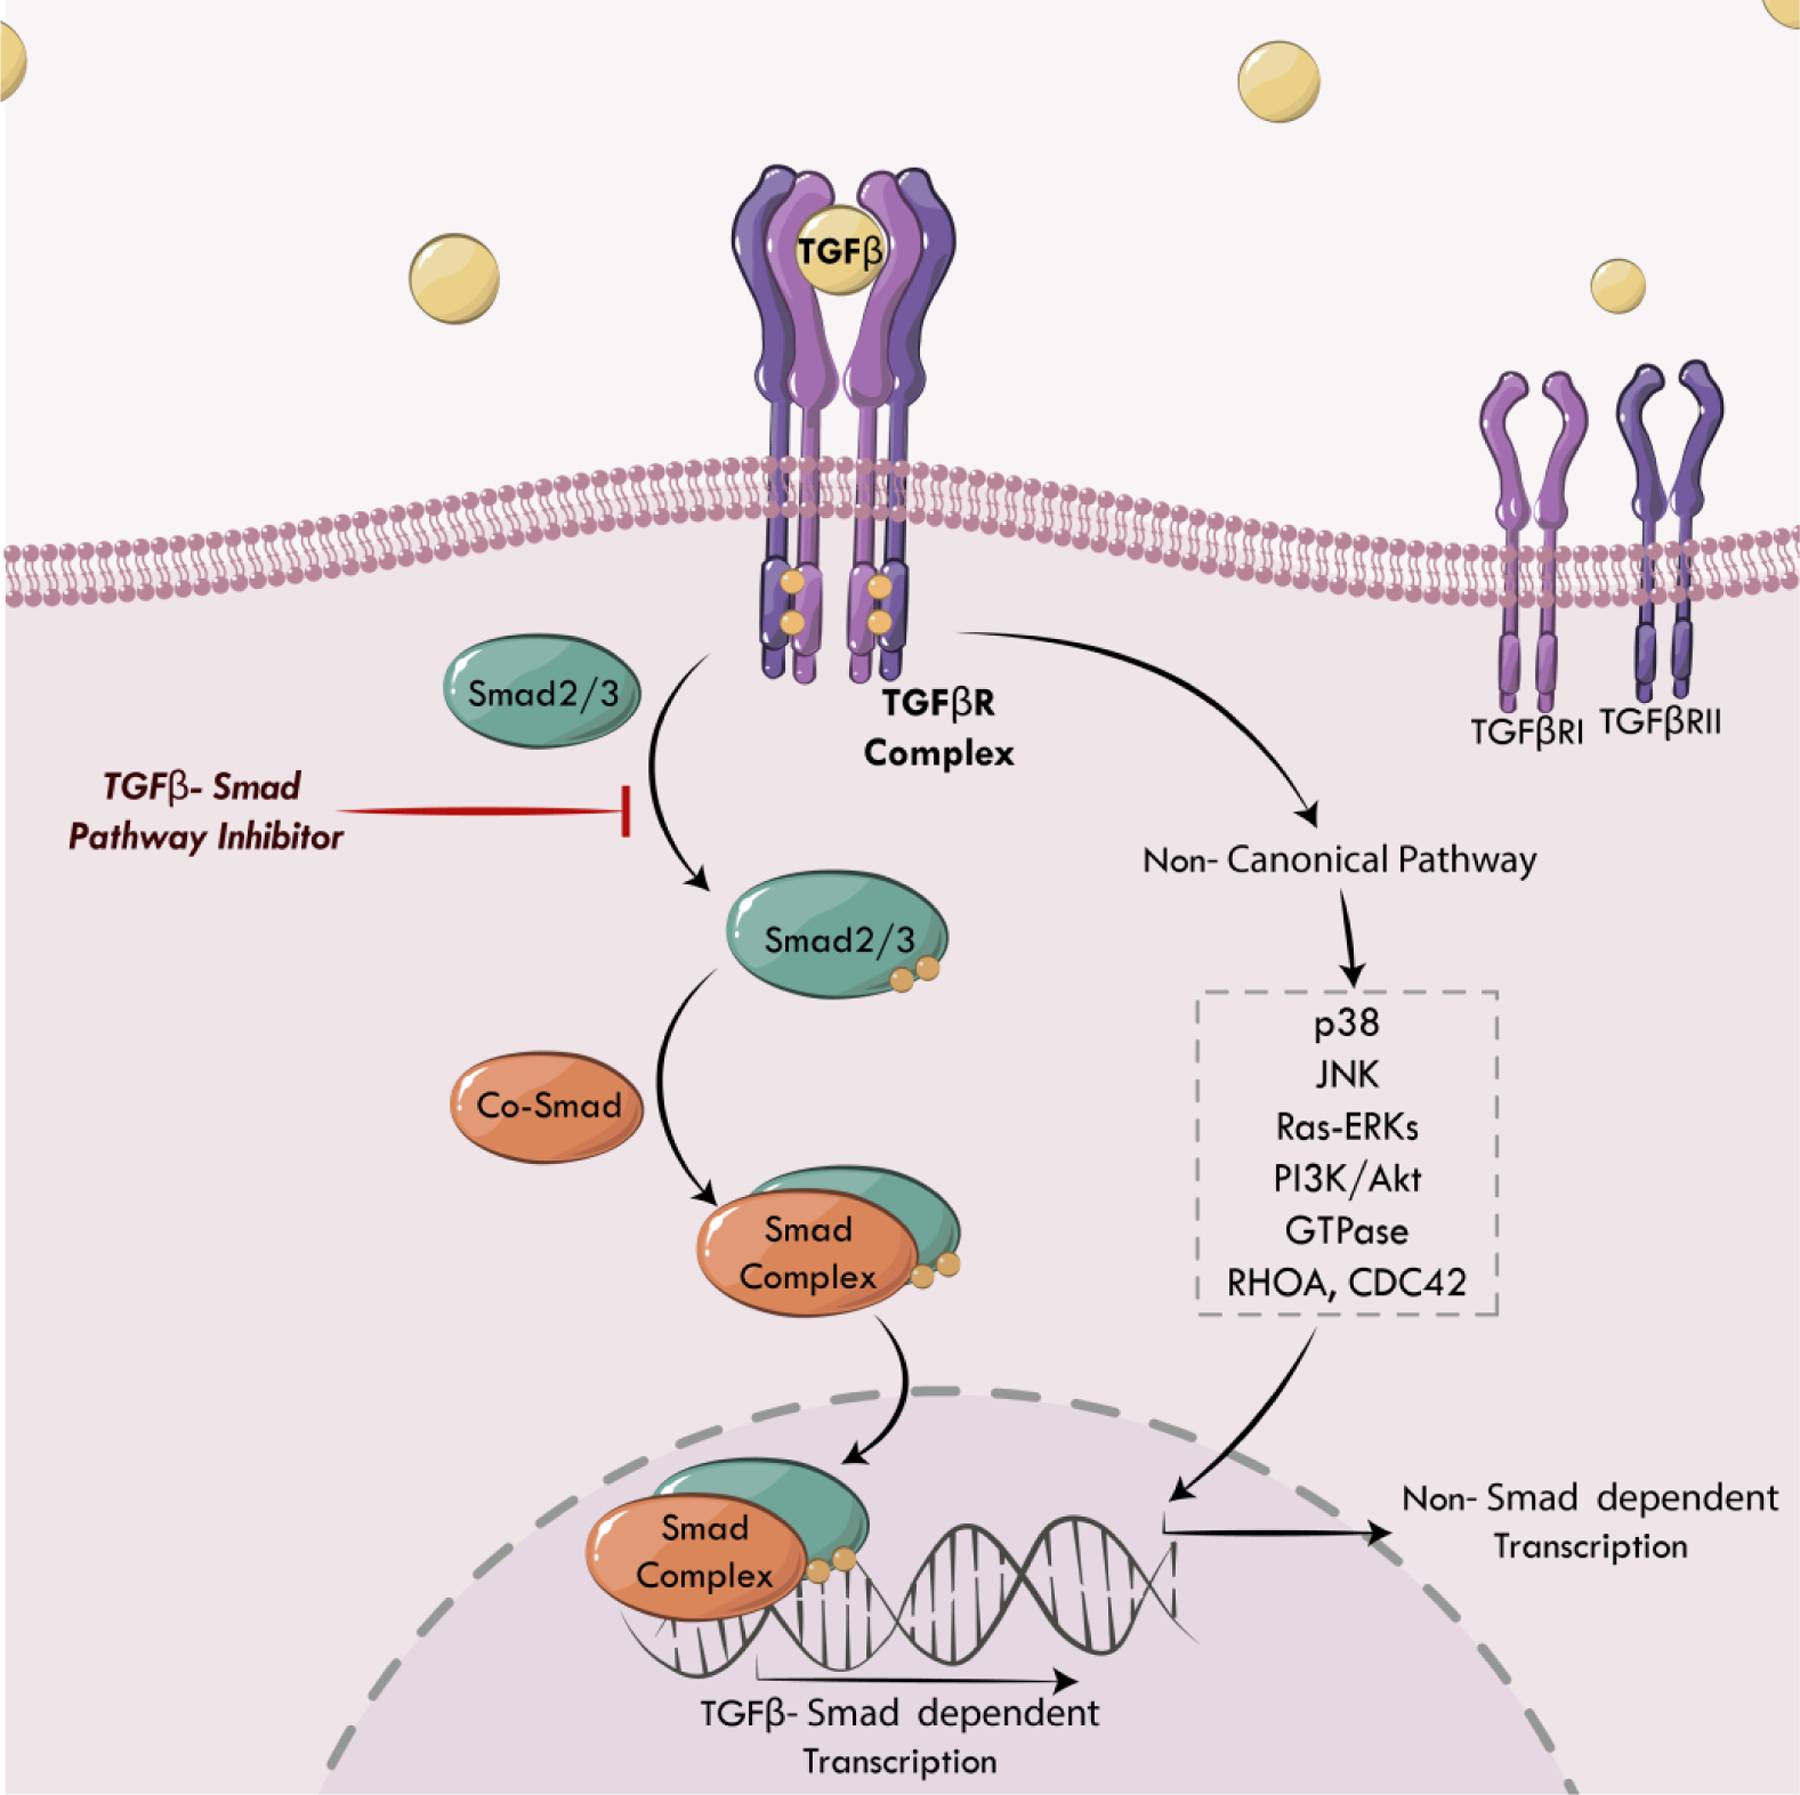 TGFβ
TGFβRI
TGFβRII
Smad2/3
TGFβR
Complex
TGFβ- Smad
Pathway Inhibitor
Non- Canonical Pathway
Smad2/3
p38
JNK
Ras-ERKs
PI3K/Akt
GTPase
RHOA, CDC42
Co-Smad
Smad
Complex
Smad
Complex
Non- Smad dependent
Transcription
TGFβ- Smad dependent
Transcription